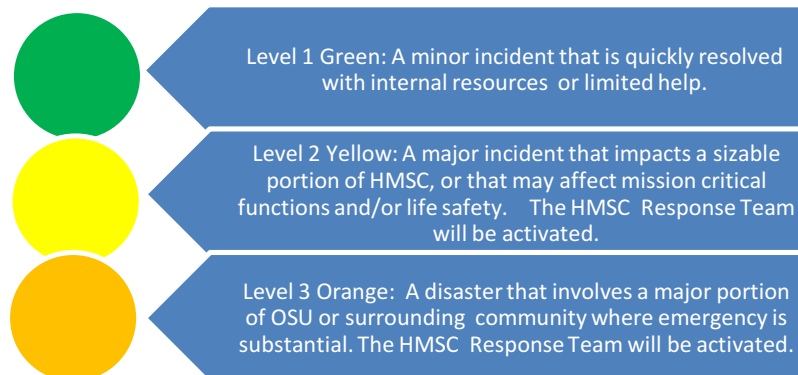 Level 1 Green: A minor incident that is quickly resolved
with internal resources or limited help.
Level 2 Yellow: A major incident that impacts a sizable
portion of HMSC, or that may affect mission critical
functions and/or life safety. The HMSC Response Team
will be activated.
Level 3 Orange: A disaster that involves a major portion
of OSU or surrounding community where emergency is
substantial. The HMSC Response Team will be activated.